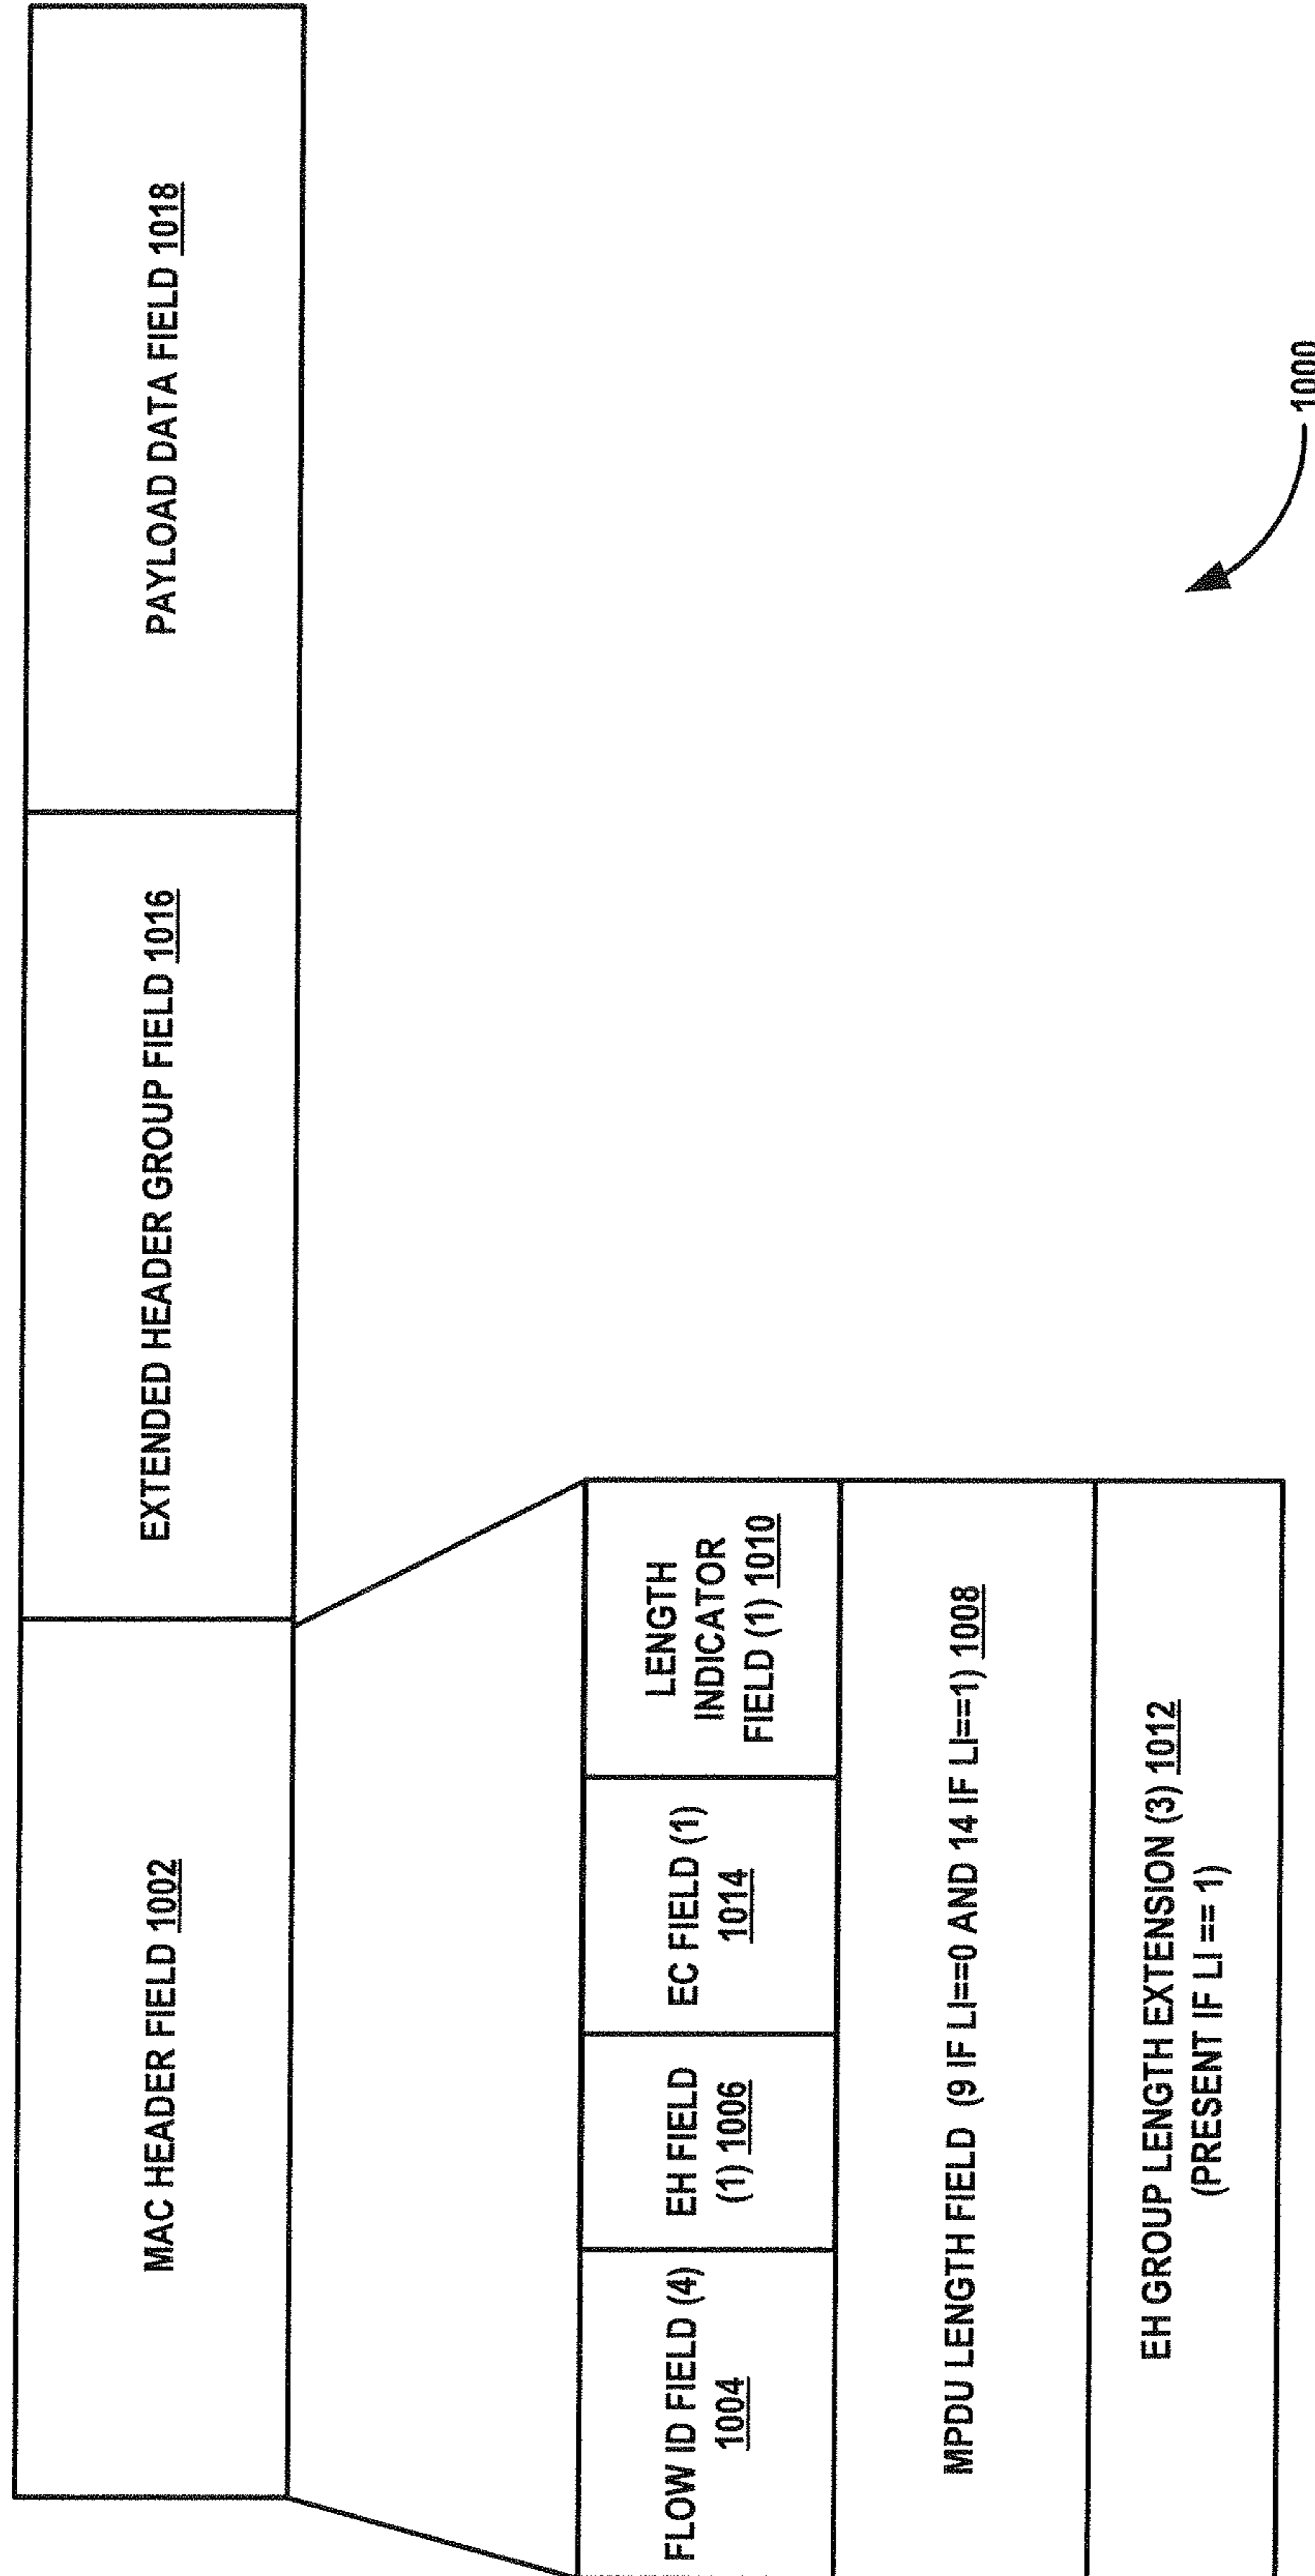 MAC HEADER FIELD 1002
EXTENDED HEADER GROUP FIELD 1016
PAYLOAD DATA FIELD 1018
FLOW ID FIELD (4)
1004
EH FIELD
(1) 1006
EC FIELD (1)
1014
LENGTH
INDICATOR
FIELD (1) 1010
MPDU LENGTH FIELD (9 IF LI==0 AND 14 IF LI==1) 1008
EH GROUP LENGTH EXTENSION (3) 1012
(PRESENT IF LI == 1)
1000